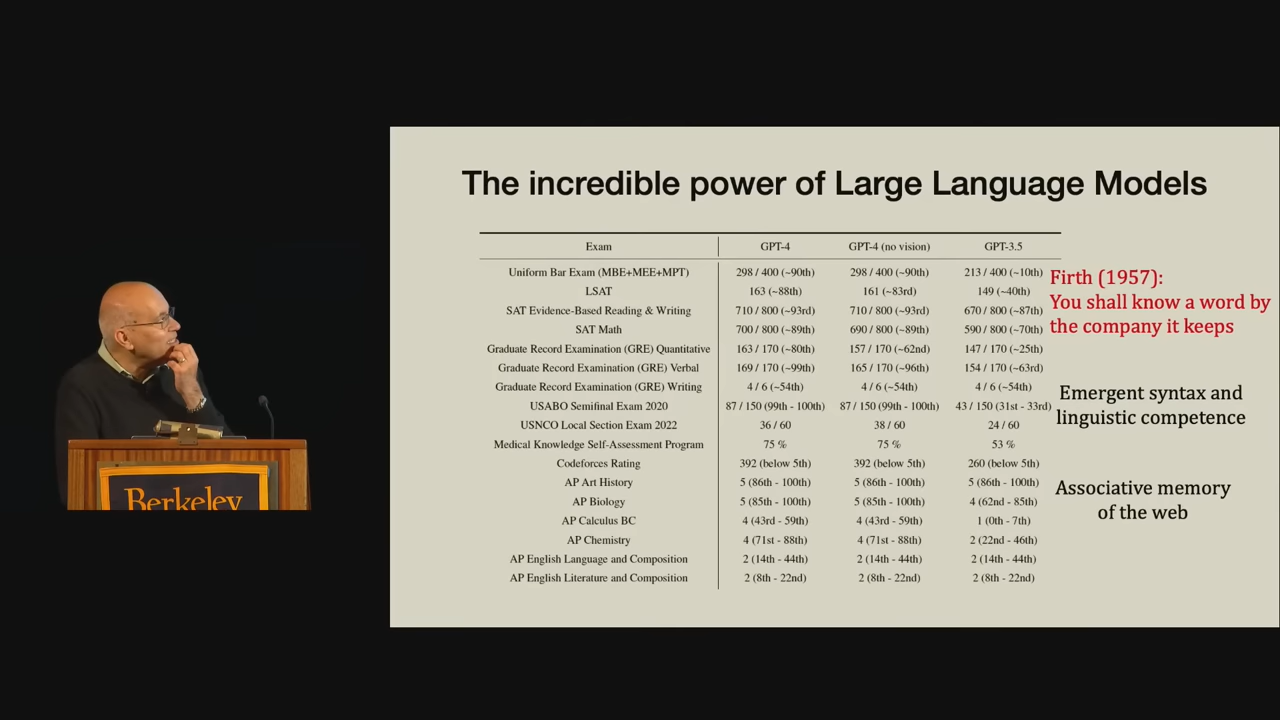 The incredible power of Large Language Models
Exam GPT-4 GPT-4 (no vision) GPT-3.5
Uniform Bar Exam (MBE+MEE+MPT) 298 / 400 (~90th) 298 / 400 (~90th) 213 / 400 (~10th)
LSAT 163 (~88th) 161 (~83rd) 149 (~40th)
SAT Evidence-Based Reading & Writing 710 / 800 (~93rd) 710 / 800 (~93rd) 670 / 800 (~87th)
SAT Math 700 / 800 (~89th) 690 / 800 (~89th) 590 / 800 (~70th)
Graduate Record Examination (GRE) Quantitative 163 / 170 (~80th) 157 / 170 (~62nd) 147 / 170 (~25th)
Graduate Record Examination (GRE) Verbal 169 / 170 (~99th) 165 / 170 (~96th) 154 / 170 (~63rd)
Graduate Record Examination (GRE) Writing 4 / 6 (~54th) 4 / 6 (~54th) 4 / 6 (~54th)
USABO Semifinal Exam 2020 87 / 150 (99th - 100th) 87 / 150 (99th - 100th) 43 / 150 (31st - 33rd)
USNCO Local Section Exam 2022 36 / 60 38 / 60 24 / 60
Medical Knowledge Self-Assessment Program 75 % 75 % 53 %
Codeforces Rating 392 (below 5th) 392 (below 5th) 260 (below 5th)
AP Art History 5 (86th - 100th) 5 (86th - 100th) 5 (86th - 100th)
AP Biology 5 (85th - 100th) 5 (85th - 100th) 4 (62nd - 85th)
AP Calculus BC 4 (43rd - 59th) 4 (43rd - 59th) 1 (0th - 7th)
AP Chemistry 4 (71st - 88th) 4 (71st - 88th) 2 (22nd - 46th)
AP English Language and Composition 2 (14th - 44th) 2 (14th - 44th) 2 (14th - 44th)
AP English Literature and Composition 2 (8th - 22nd) 2 (8th - 22nd) 2 (8th - 22nd)
Firth (1957):
You shall know a word by
the company it keeps
Emergent syntax and
linguistic competence
Associative memory
of the web
Berkeley